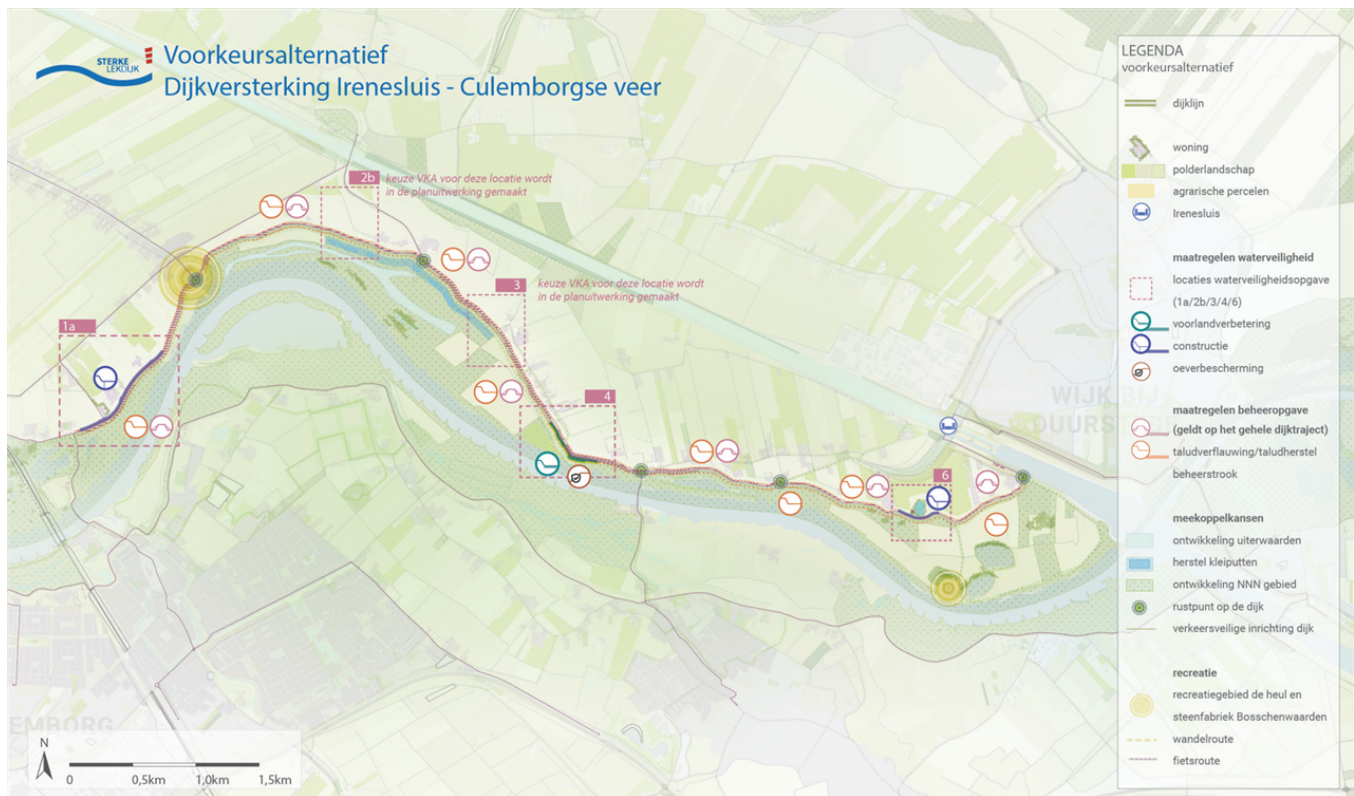 STERKE
LEKDIJK
Voorkeursalternatief
Dijkversterking Irenesluis - Culemborgse veer
2b
keuze VKA voor deze locatie wordt
in de planuitwerking gemaakt
3
keuze VKA voor deze locatie wordt
in de planuitwerking gemaakt
1a
4
6
WIJK BIJ
DUURST
EMBORG
N
0
0,5km
1,0km
1,5km
LEGENDA
voorkeursalternatief
dijklijn
woning
polderlandschap
agrarische percelen
Irenesluis
maatregelen waterveiligheid
locaties waterveiligheidsopgave
(1a/2b/3/4/6)
voorlandverbetering
constructie
oeverbescherming
maatregelen beheeropgave
(geldt op het gehele dijktraject)
taludverflauwing/taludherstel
beheerstrook
meekoppelkansen
ontwikkeling uiterwaarden
herstel kleiputten
ontwikkeling NNN gebied
rustpunt op de dijk
verkeersveilige inrichting dijk
recreatie
recreatiegebied de heul en
steenfabriek Bosschenwaarden
wandelroute
fietsroute